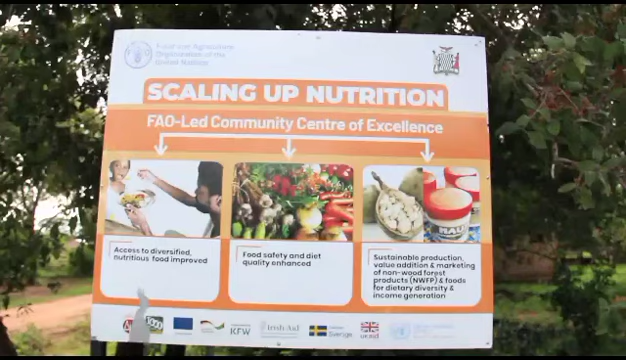 Food and Agriculture
Organization of the
United Nations
SCALING UP NUTRITION
FAO-Led Community Centre of Excellence
Access to diversified,
nutritious food improved
Food safety and diet
quality enhanced
Sustainable production,
value addition & marketing
of non-wood forest
products (NWFP) & foods
for dietary diversity &
income generation
KFW
Irish Aid
Sverige
UKaid